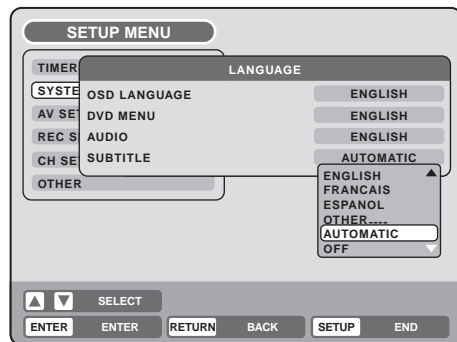 SETUP MENU
TIMER
LANGUAGE
SYSTE
OSD LANGUAGE ENGLISH
AV SET
DVD MENU ENGLISH
REC S
AUDIO ENGLISH
CH SET
SUBTITLE AUTOMATIC
OTHER
ENGLISH
FRANCAIS
ESPANOL
OTHER----
AUTOMATIC
OFF
SELECT
ENTER ENTER RETURN BACK SETUP END